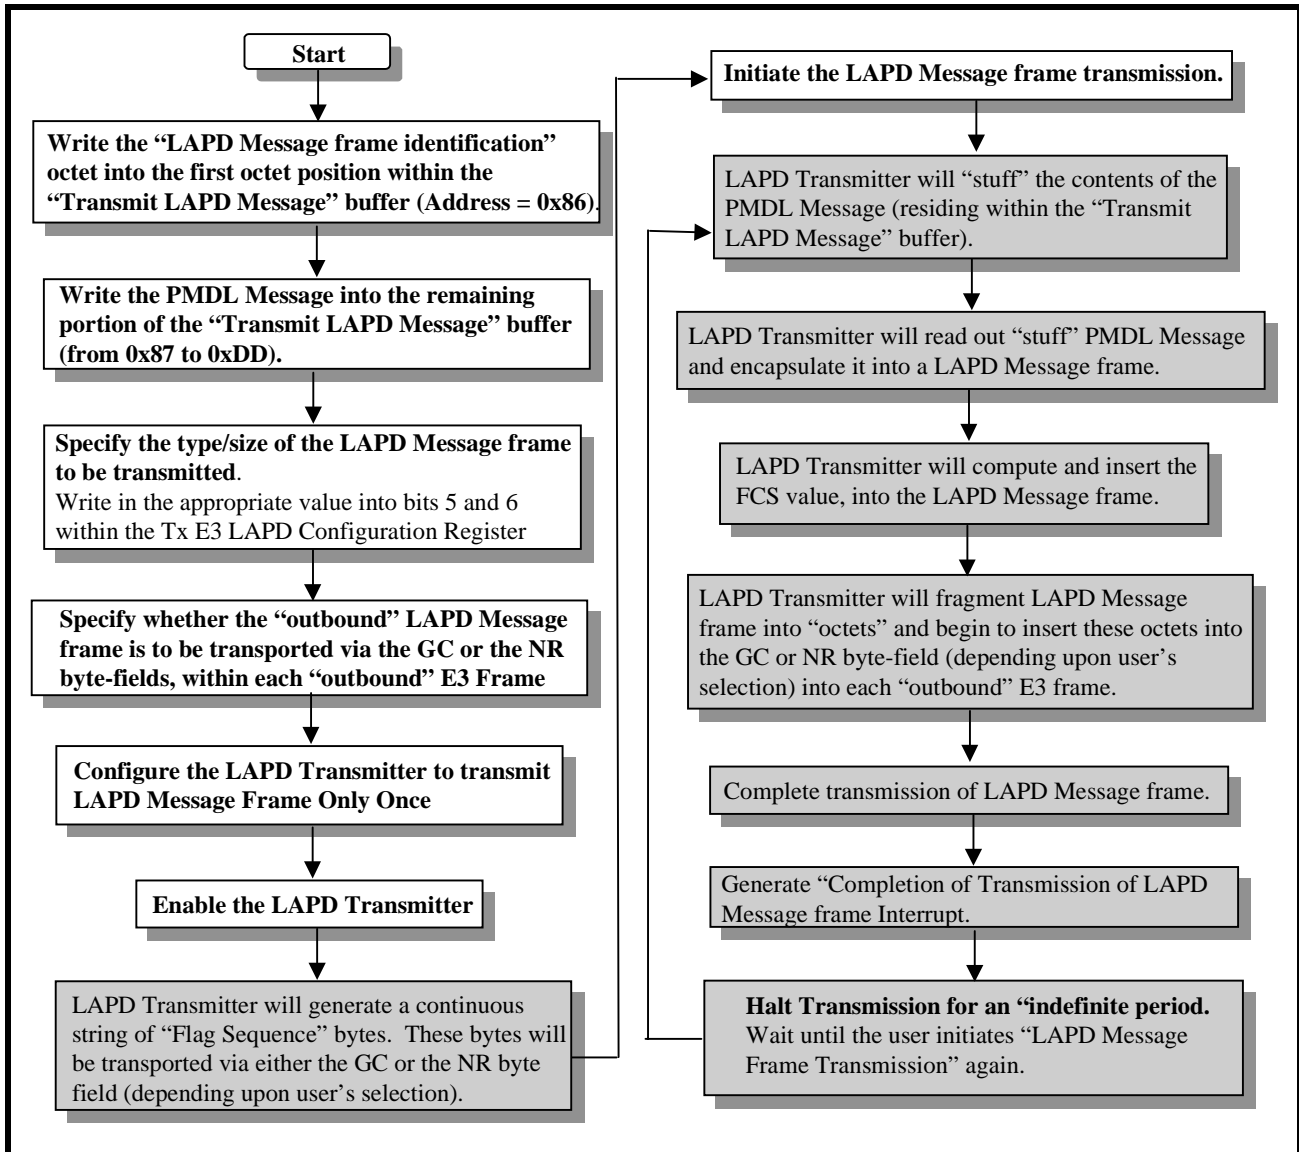 Start
Write the “LAPD Message frame identification”
octet into the first octet position within the
“Transmit LAPD Message” buffer (Address = 0x86).
Write the PMDL Message into the remaining
portion of the “Transmit LAPD Message” buffer
(from 0x87 to 0xDD).
Specify the type/size of the LAPD Message frame
to be transmitted.
Write in the appropriate value into bits 5 and 6
within the Tx E3 LAPD Configuration Register
Specify whether the “outbound” LAPD Message
frame is to be transported via the GC or the NR
byte-fields, within each “outbound” E3 Frame
Configure the LAPD Transmitter to transmit
LAPD Message Frame Only Once
Enable the LAPD Transmitter
LAPD Transmitter will generate a continuous
string of “Flag Sequence” bytes.  These bytes will
be transported via either the GC or the NR byte
field (depending upon user’s selection).
Initiate the LAPD Message frame transmission.
LAPD Transmitter will “stuff” the contents of the
PMDL Message (residing within the “Transmit
LAPD Message” buffer).
LAPD Transmitter will read out “stuff” PMDL Message
and encapsulate it into a LAPD Message frame.
LAPD Transmitter will compute and insert the
FCS value, into the LAPD Message frame.
LAPD Transmitter will fragment LAPD Message
frame into “octets” and begin to insert these octets into
the GC or NR byte-field (depending upon user’s
selection) into each “outbound” E3 frame.
Complete transmission of LAPD Message frame.
Generate “Completion of Transmission of LAPD
Message frame Interrupt.
Halt Transmission for an “indefinite period.
Wait until the user initiates “LAPD Message
Frame Transmission” again.